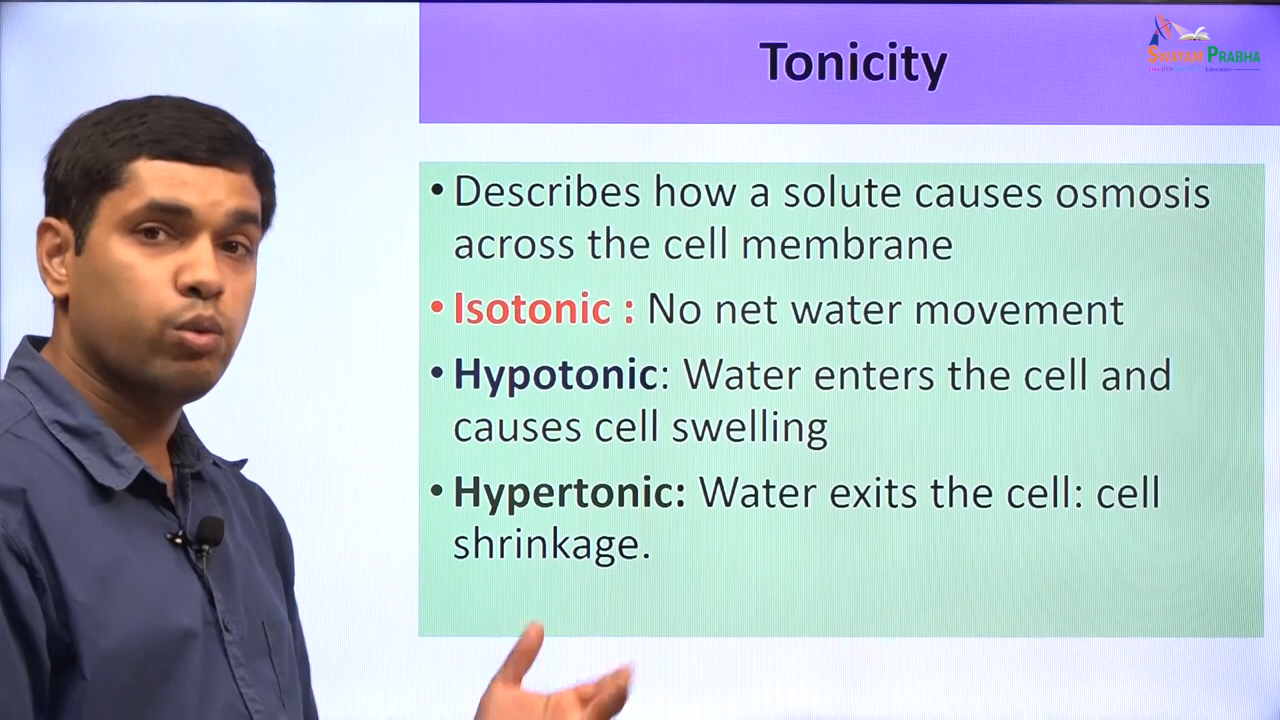 Tonicity
SWAYAM PRABHA
• Describes how a solute causes osmosis
across the cell membrane
• Isotonic : No net water movement
• Hypotonic: Water enters the cell and
causes cell swelling
• Hypertonic: Water exits the cell: cell
shrinkage.